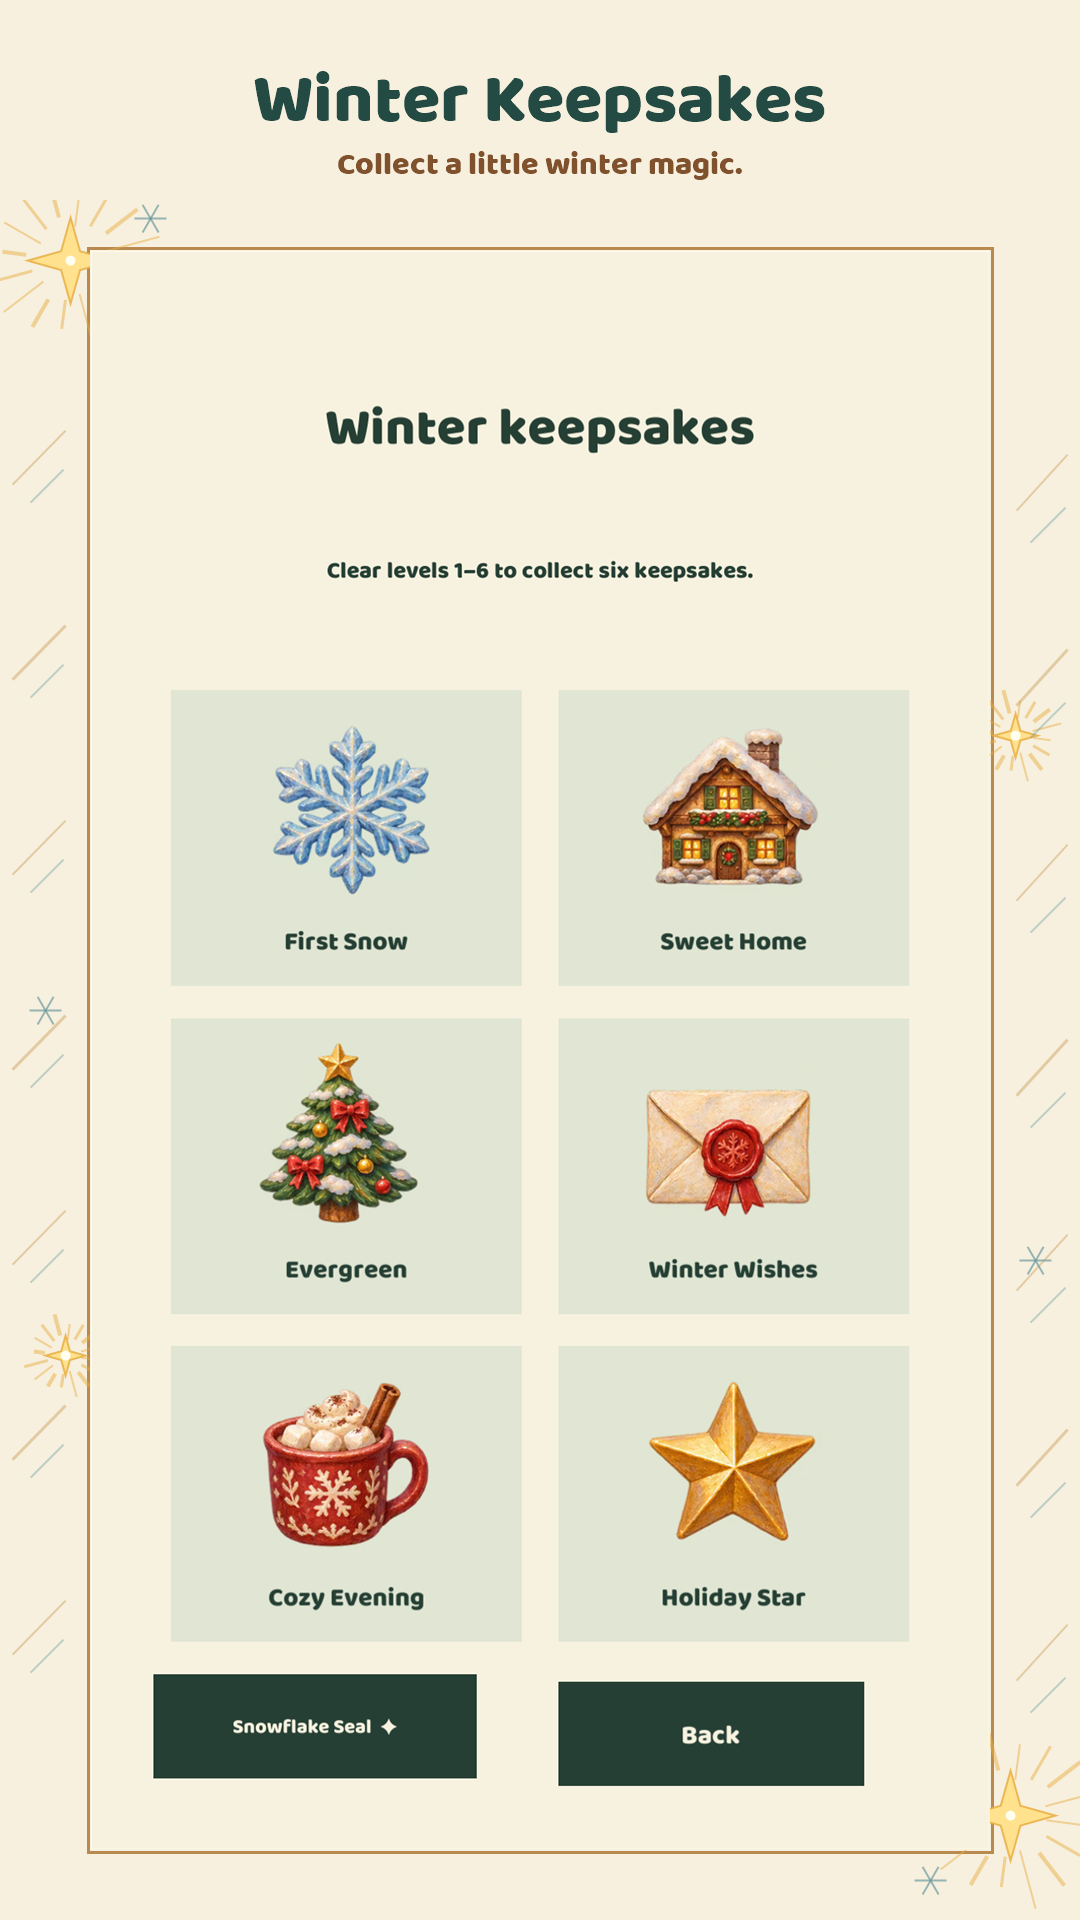 Winter Keepsakes
Collect a little winter magic.
Winter keepsakes
Clear levels 1–6 to collect six keepsakes.
First Snow
Sweet Home
Evergreen
Winter Wishes
Cozy Evening
Holiday Star
Snowflake Seal ✦
Back